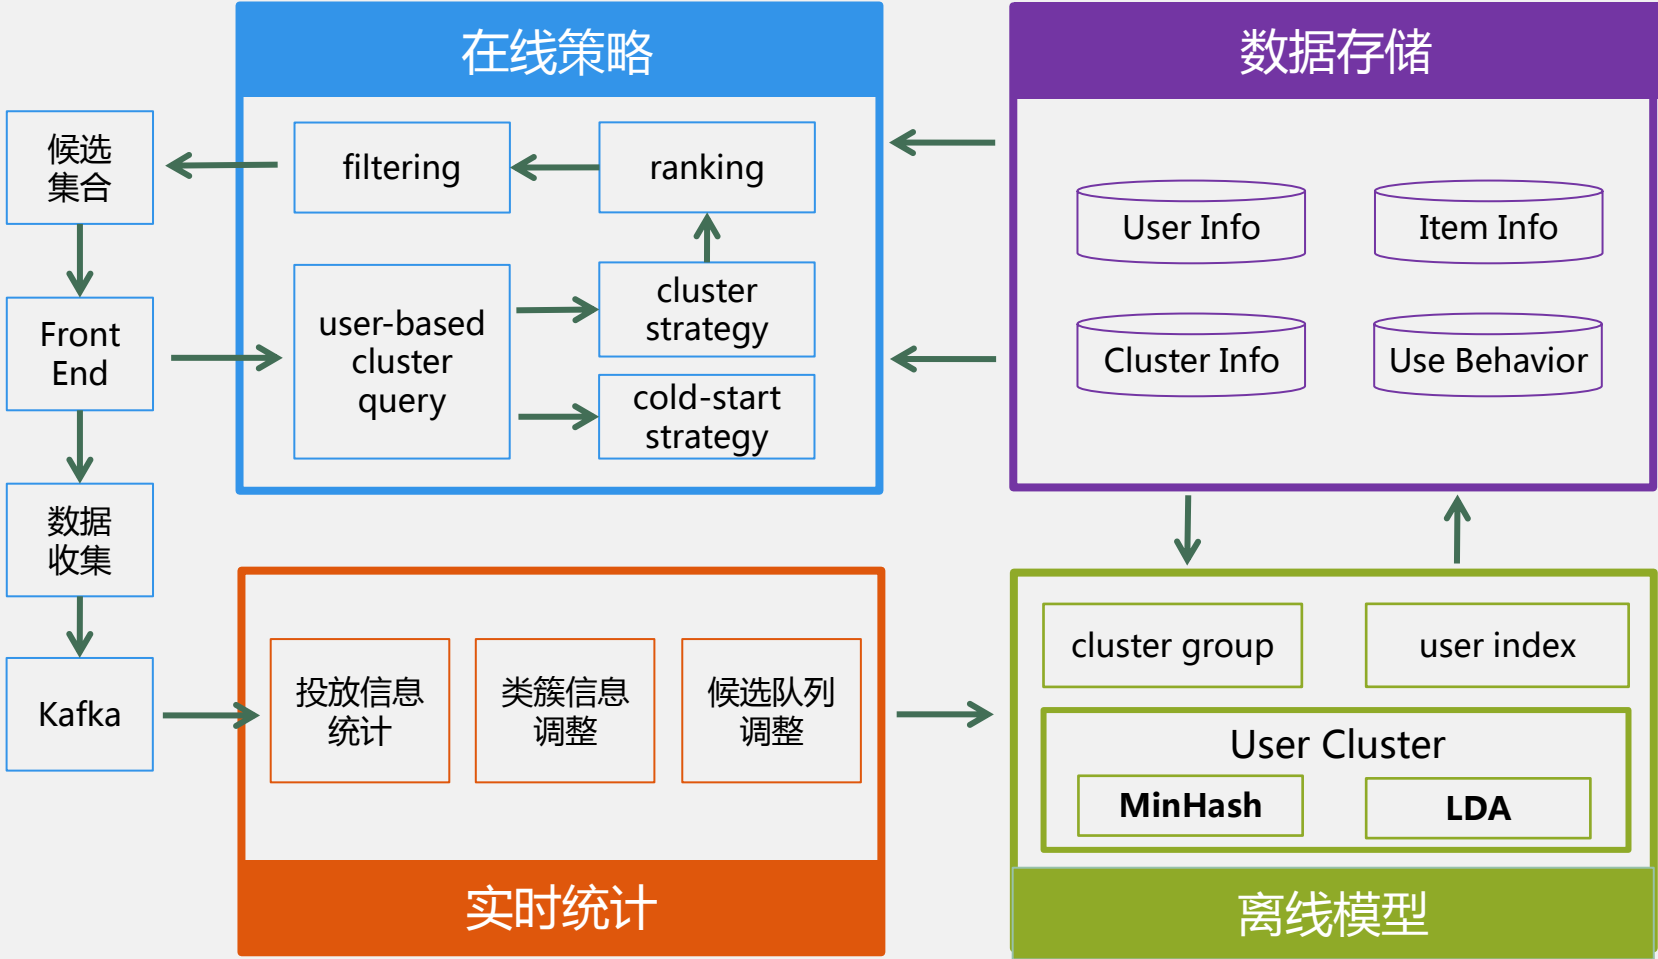 在线策略
数据存储
候选
集合
filtering
ranking
User Info
Item Info
Front
End
user-based
cluster
query
cluster
strategy
cold-start
strategy
Cluster Info
Use Behavior
数据
收集
Kafka
投放信息
统计
类簇信息
调整
候选队列
调整
实时统计
cluster group
user index
User Cluster
MinHash
LDA
离线模型